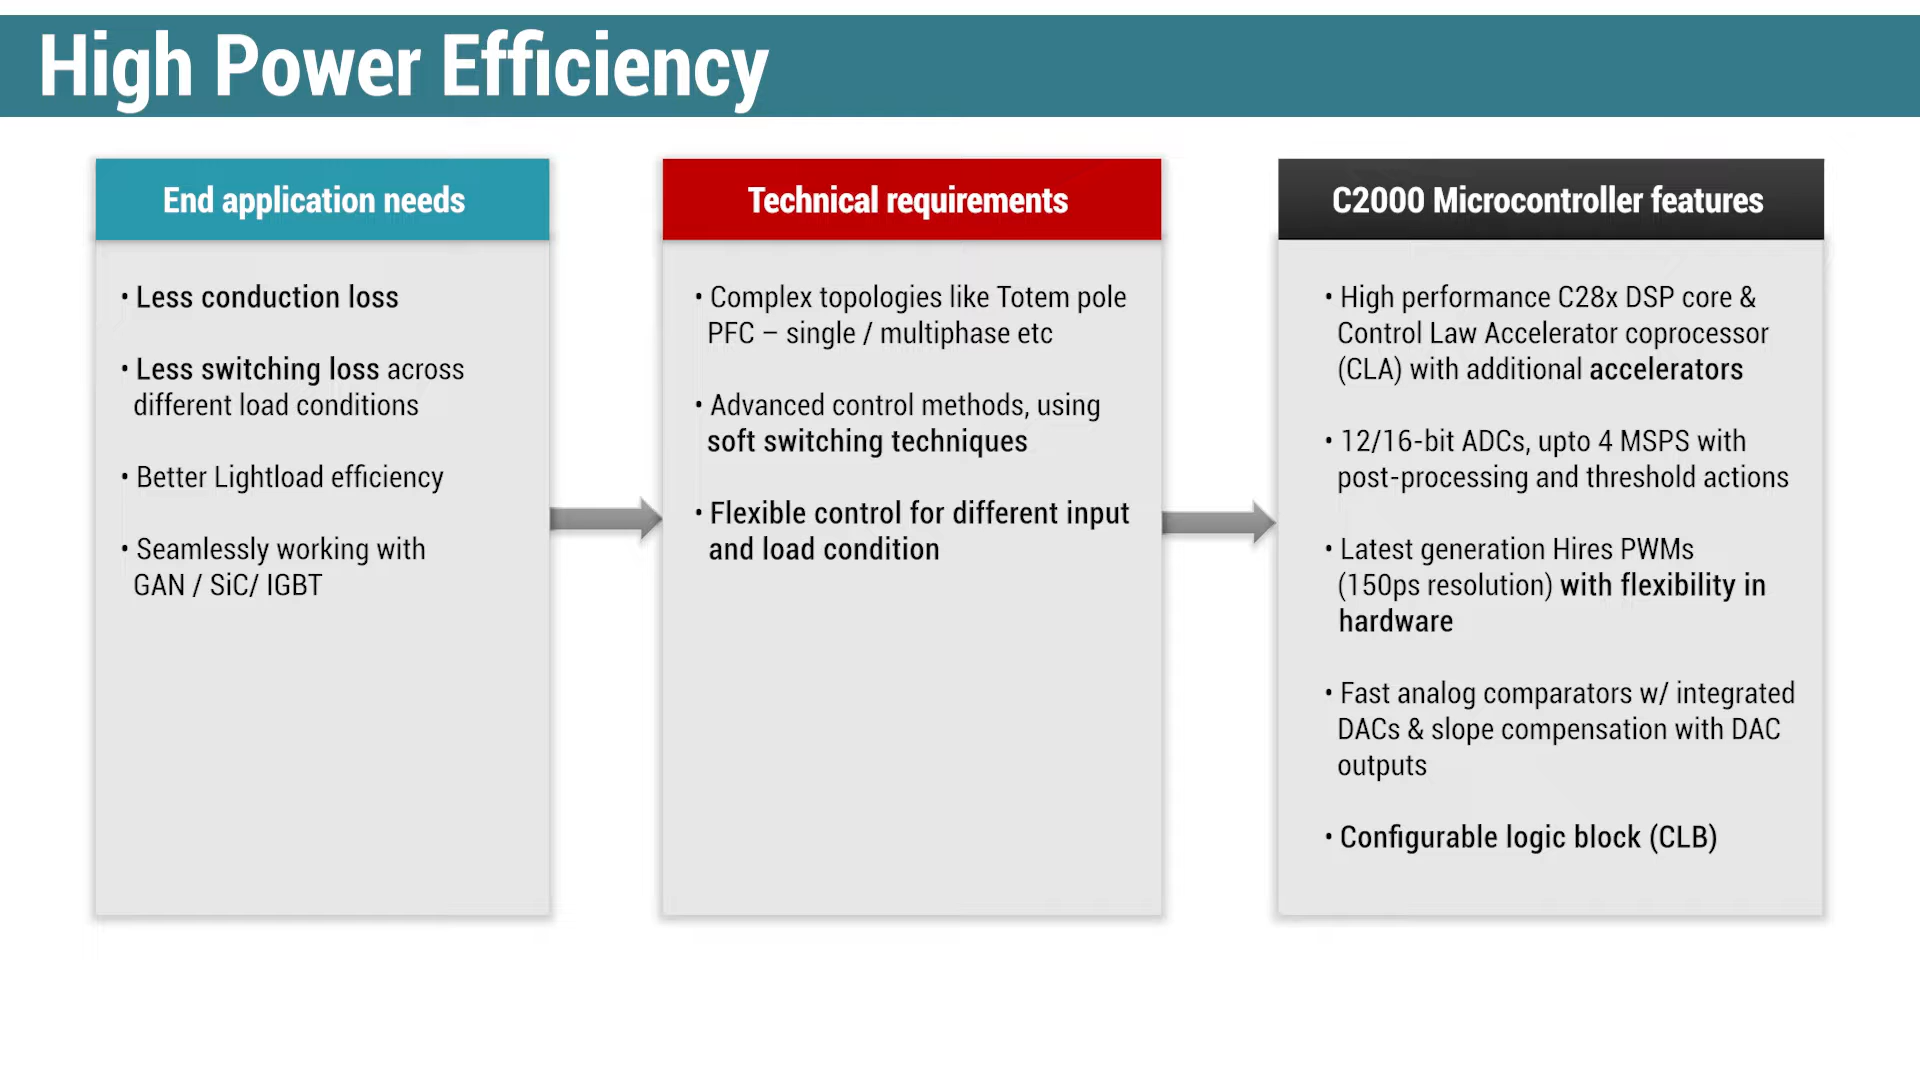 High Power Efficiency
End application needs
• Less conduction loss
• Less switching loss across
different load conditions
• Better Lightload efficiency
• Seamlessly working with
GAN / SiC/ IGBT
Technical requirements
• Complex topologies like Totem pole
PFC – single / multiphase etc
• Advanced control methods, using
soft switching techniques
• Flexible control for different input
and load condition
C2000 Microcontroller features
• High performance C28x DSP core &
Control Law Accelerator coprocessor
(CLA) with additional accelerators
• 12/16-bit ADCs, upto 4 MSPS with
post-processing and threshold actions
• Latest generation Hires PWMs
(150ps resolution) with flexibility in
hardware
• Fast analog comparators w/ integrated
DACs & slope compensation with DAC
outputs
• Configurable logic block (CLB)